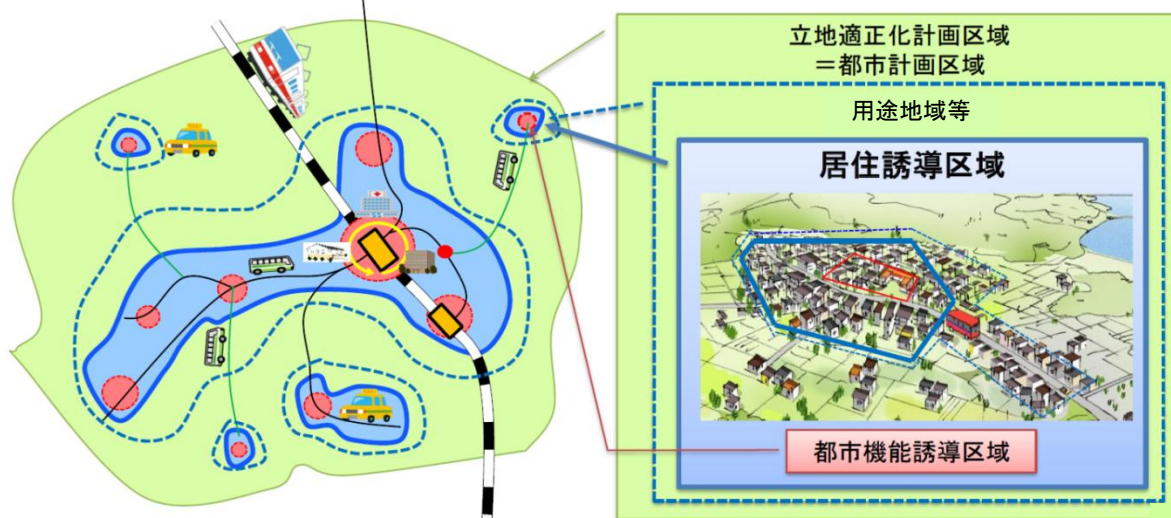 立地適正化計画区域
＝都市計画区域
用途地域等
居住誘導区域
都市機能誘導区域